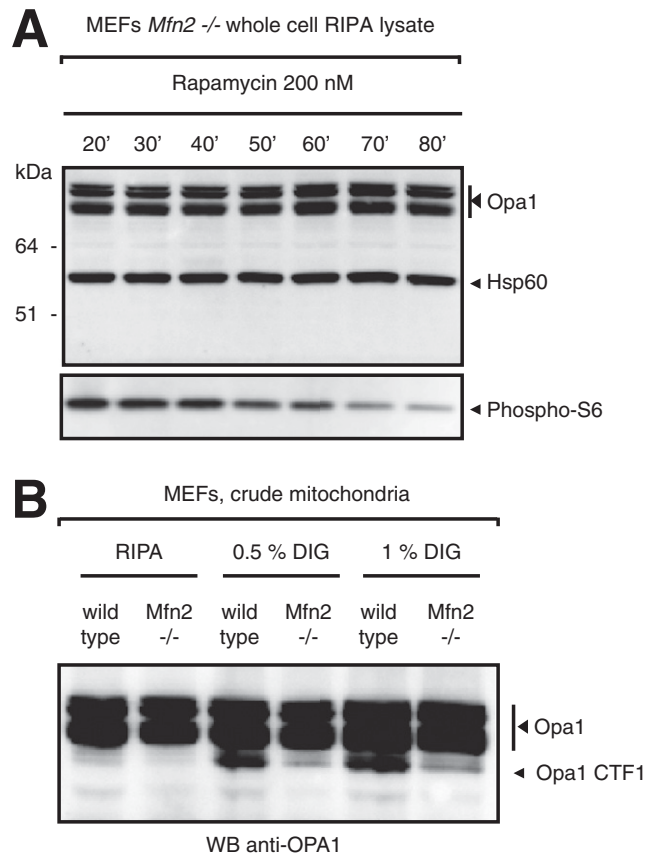 A
MEFs Mfn2 -/- whole cell RIPA lysate
Rapamycin 200 nM
20’ 30’ 40’ 50’ 60’ 70’ 80’
kDa
Opa1
64 -
Hsp60
51 -
Phospho-S6
B
MEFs, crude mitochondria
RIPA 0.5 % DIG 1 % DIG
wild type Mfn2 -/- wild type Mfn2 -/- wild type Mfn2 -/-
Opa1
Opa1 CTF1
WB anti-OPA1